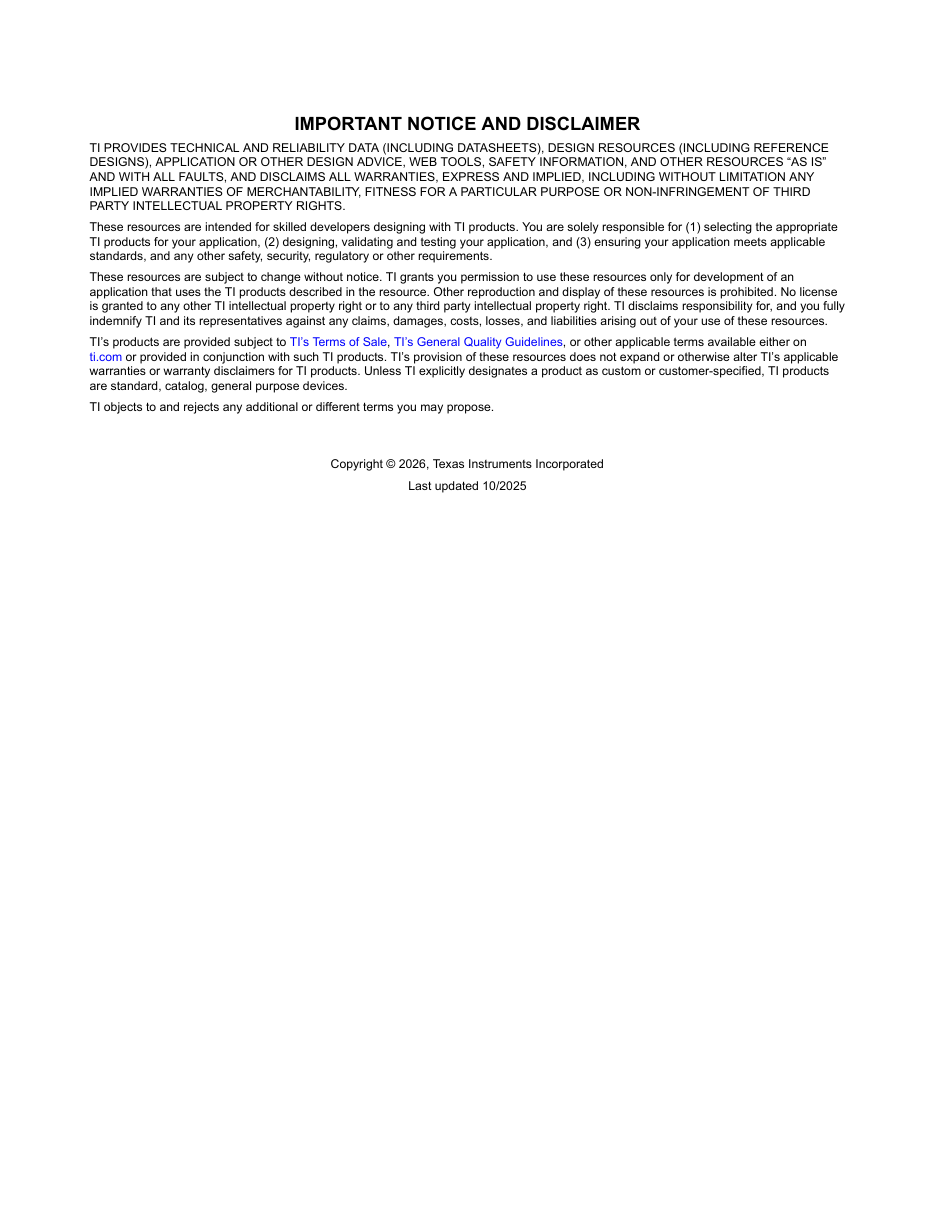 IMPORTANT NOTICE AND DISCLAIMER
TI PROVIDES TECHNICAL AND RELIABILITY DATA (INCLUDING DATASHEETS), DESIGN RESOURCES (INCLUDING REFERENCE
DESIGNS), APPLICATION OR OTHER DESIGN ADVICE, WEB TOOLS, SAFETY INFORMATION, AND OTHER RESOURCES “AS IS”
AND WITH ALL FAULTS, AND DISCLAIMS ALL WARRANTIES, EXPRESS AND IMPLIED, INCLUDING WITHOUT LIMITATION ANY
IMPLIED WARRANTIES OF MERCHANTABILITY, FITNESS FOR A PARTICULAR PURPOSE OR NON-INFRINGEMENT OF THIRD
PARTY INTELLECTUAL PROPERTY RIGHTS.
These resources are intended for skilled developers designing with TI products. You are solely responsible for (1) selecting the appropriate
TI products for your application, (2) designing, validating and testing your application, and (3) ensuring your application meets applicable
standards, and any other safety, security, regulatory or other requirements.
These resources are subject to change without notice. TI grants you permission to use these resources only for development of an
application that uses the TI products described in the resource. Other reproduction and display of these resources is prohibited. No license
is granted to any other TI intellectual property right or to any third party intellectual property right. TI disclaims responsibility for, and you fully
indemnify TI and its representatives against any claims, damages, costs, losses, and liabilities arising out of your use of these resources.
TI’s products are provided subject to TI’s Terms of Sale, TI’s General Quality Guidelines, or other applicable terms available either on
ti.com or provided in conjunction with such TI products. TI’s provision of these resources does not expand or otherwise alter TI’s applicable
warranties or warranty disclaimers for TI products. Unless TI explicitly designates a product as custom or customer-specified, TI products
are standard, catalog, general purpose devices.
TI objects to and rejects any additional or different terms you may propose.
Copyright © 2026, Texas Instruments Incorporated
Last updated 10/2025